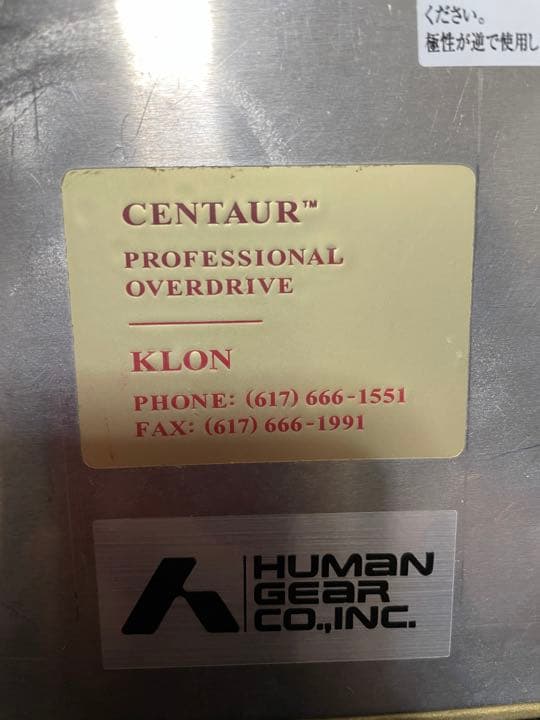 ください。
極性が逆で使用し
CENTAUR™
PROFESSIONAL
OVERDRIVE
KLON
PHONE: (617) 666-1551
FAX: (617) 666-1991
HUMAN
GEAR
CO.,INC.